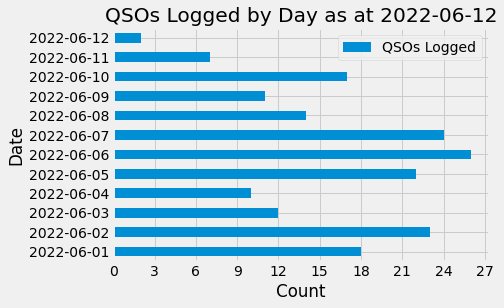 QSOs Logged by Day as at 2022-06-12
QSOs Logged
2022-06-12
2022-06-11
2022-06-10
2022-06-09
2022-06-08
2022-06-07
2022-06-06
2022-06-05
2022-06-04
2022-06-03
2022-06-02
2022-06-01
Date
0 3 6 9 12 15 18 21 24 27
Count